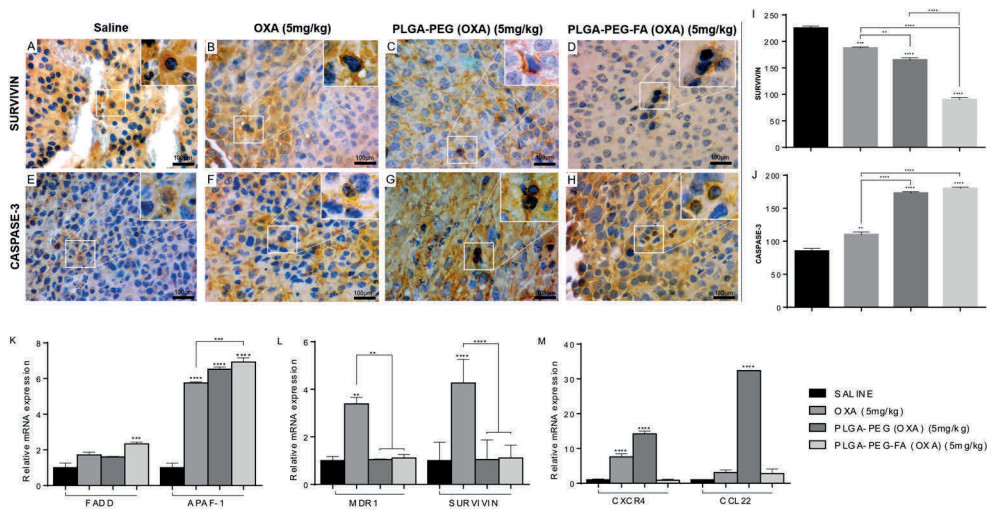 Saline
OXA (5mg/kg)
PLGA-PEG (OXA) (5mg/kg)
PLGA-PEG-FA (OXA) (5mg/kg)
SURVIVIN
A
100µm
B
100µm
C
100µm
D
100µm
CASPASE-3
E
100µm
F
100µm
G
100µm
H
100µm
I
SURVIVIN
250
200
150
100
50
0
***
****
****
**
****
****
J
CASPASE-3
200
150
100
50
0
**
****
****
****
****
K
Relative mRNA expression
8
6
4
2
0
***
****
****
****
***
FADD
APAF-1
L
Relative mRNA expression
6
4
2
0
**
**
****
****
MDR1
SURVIVIN
M
Relative mRNA expression
40
30
20
10
0
****
****
****
CXCR4
CCL22
SALINE
OXA (5mg/kg)
PLGA-PEG (OXA) (5mg/kg)
PLGA-PEG-FA (OXA) (5mg/kg)